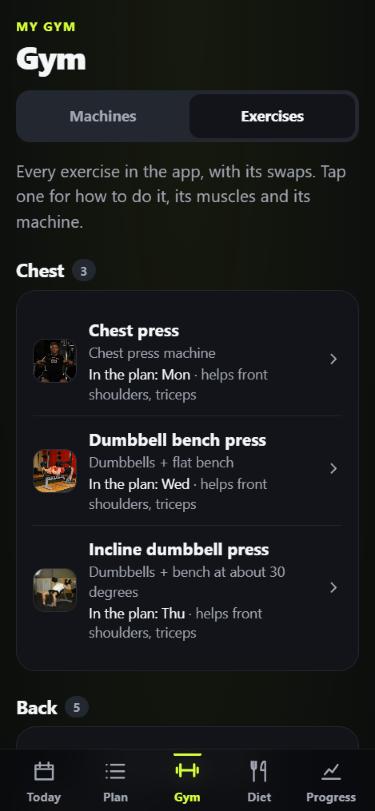 MY GYM
Gym
Machines
Exercises
Every exercise in the app, with its swaps. Tap
one for how to do it, its muscles and its
machine.
Chest 3
Chest press
Chest press machine
In the plan: Mon · helps front
shoulders, triceps
Dumbbell bench press
Dumbbells + flat bench
In the plan: Wed · helps front
shoulders, triceps
Incline dumbbell press
Dumbbells + bench at about 30
degrees
In the plan: Thu · helps front
shoulders, triceps
Back 5
Today
Plan
Gym
Diet
Progress